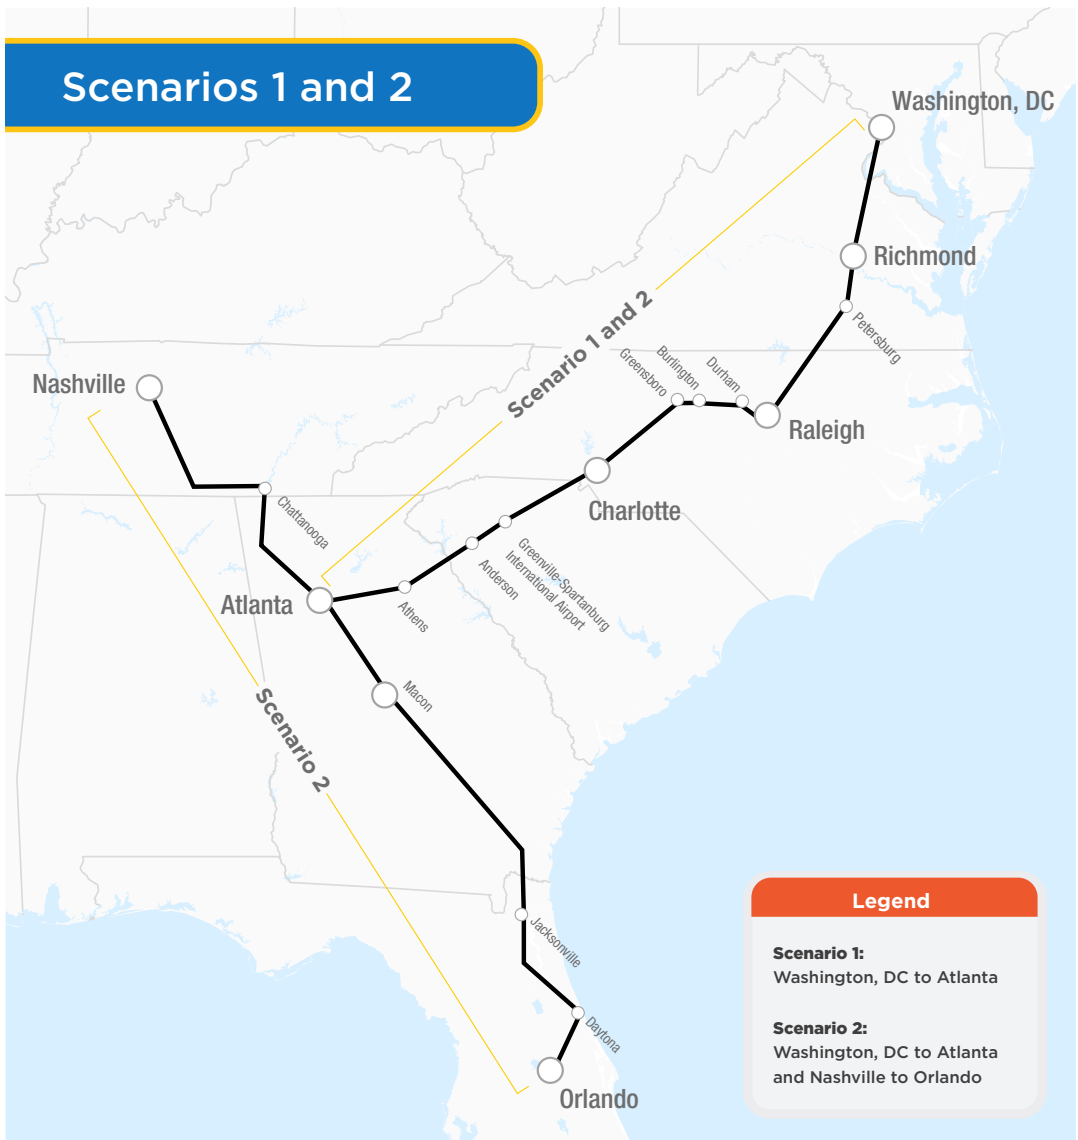 Scenarios 1 and 2
Washington, DC
Richmond
Petersburg
Scenario 1 and 2
Nashville
Greensboro
Burlington
Durham
Raleigh
Chattanooga
Charlotte
Greenville-Spartanburg
International Airport
Anderson
Athens
Atlanta
Macon
Scenario 2
Jacksonville
Daytona
Orlando
Legend
Scenario 1:
Washington, DC to Atlanta
Scenario 2:
Washington, DC to Atlanta
and Nashville to Orlando